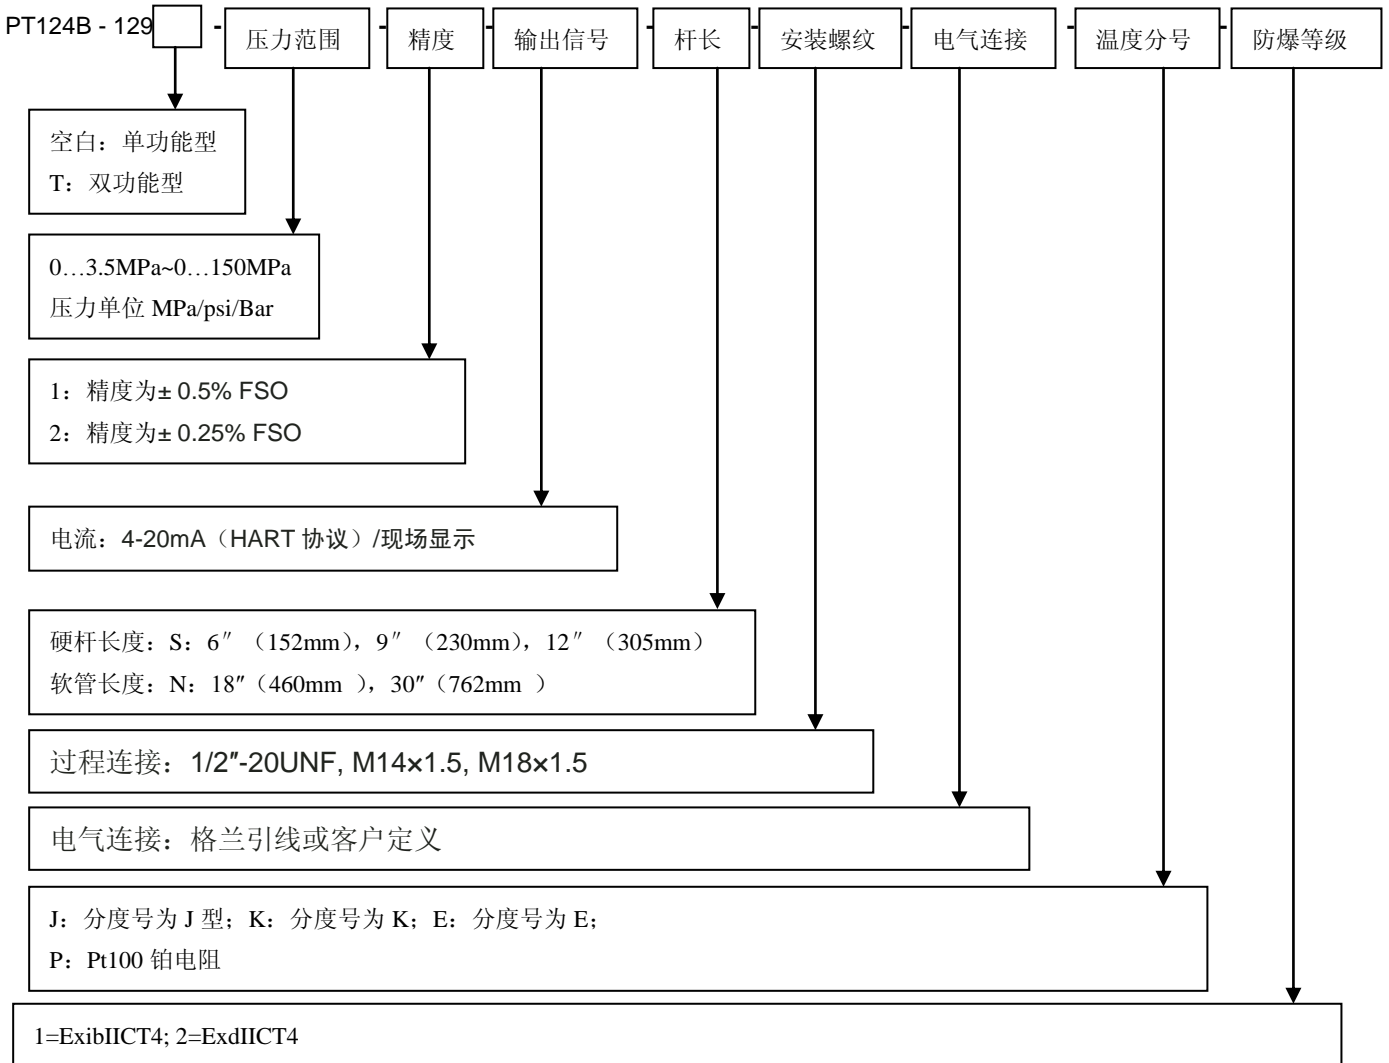 PT124B - 129 - 压力范围 - 精度 - 输出信号 - 杆长 - 安装螺纹 - 电气连接 - 温度分号 - 防爆等级
空白：单功能型
T：双功能型
0…3.5MPa~0…150MPa
压力单位 MPa/psi/Bar
1：精度为± 0.5% FSO
2：精度为± 0.25% FSO
电流：4-20mA（HART 协议）/现场显示
硬杆长度：S：6″（152mm），9″（230mm），12″（305mm）
软管长度：N：18″（460mm ），30″（762mm ）
过程连接：1/2″-20UNF, M14×1.5, M18×1.5
电气连接：格兰引线或客户定义
J：分度号为 J 型；K：分度号为 K；E：分度号为 E；
P：Pt100 铂电阻
1=ExibIICT4; 2=ExdIICT4